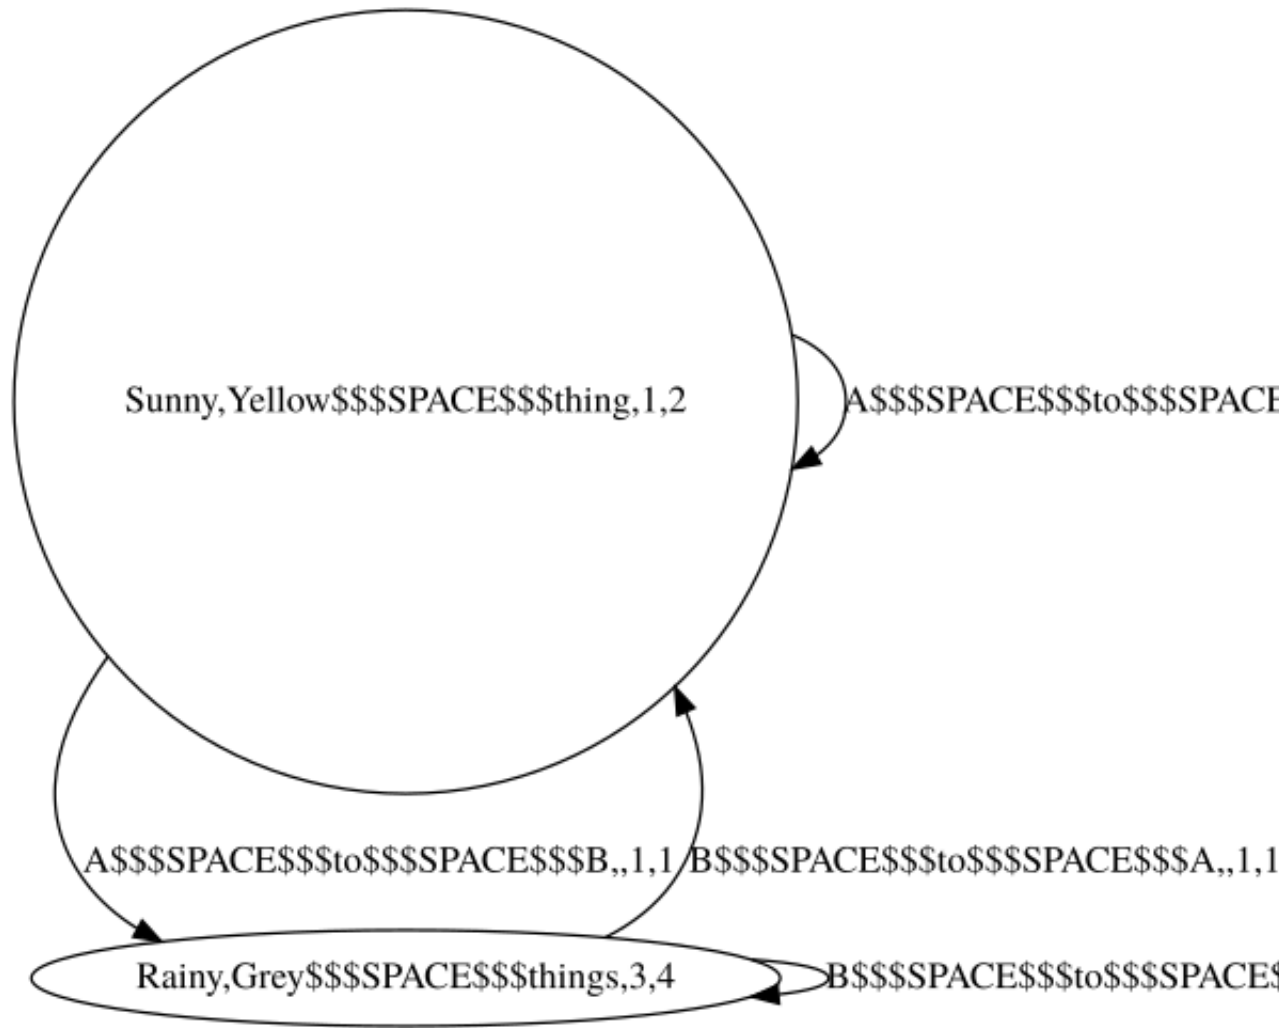 Sunny,Yellow$$$SPACE$$$thing,1,2
A$$$SPACE$$$to$$$SPACE
A$$$SPACE$$$to$$$SPACE$$$B,,1,1
B$$$SPACE$$$to$$$SPACE$$$A,,1,1
Rainy,Grey$$$SPACE$$$things,3,4
B$$$SPACE$$$to$$$SPACE$